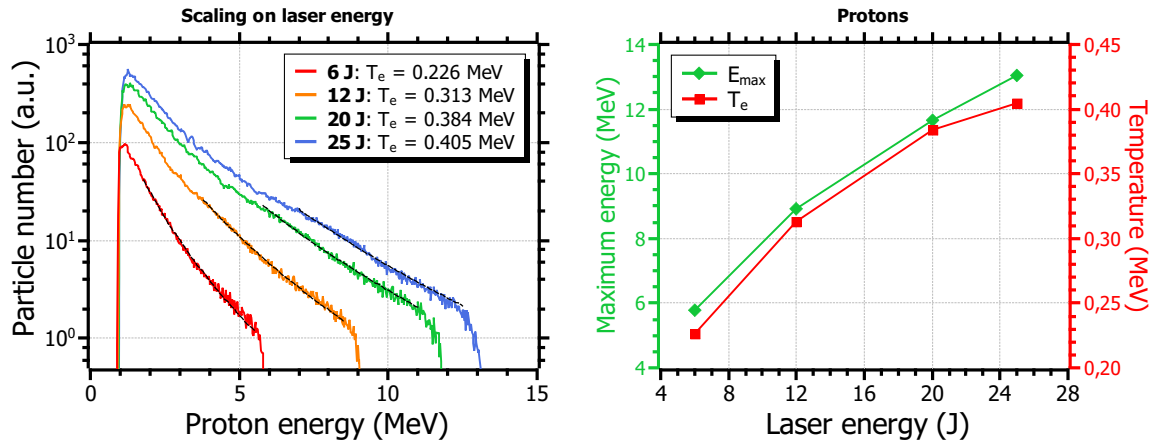 Scaling on laser energy
10³
10²
10¹
10⁰
Particle number (a.u.)
6 J: Tₑ = 0.226 MeV
12 J: Tₑ = 0.313 MeV
20 J: Tₑ = 0.384 MeV
25 J: Tₑ = 0.405 MeV
0 5 10 15
Proton energy (MeV)
Protons
14
12
10
8
6
4
Maximum energy (MeV)
E_max
Tₑ
0,45
0,40
0,35
0,30
0,25
0,20
Temperature (MeV)
4 8 12 16 20 24 28
Laser energy (J)